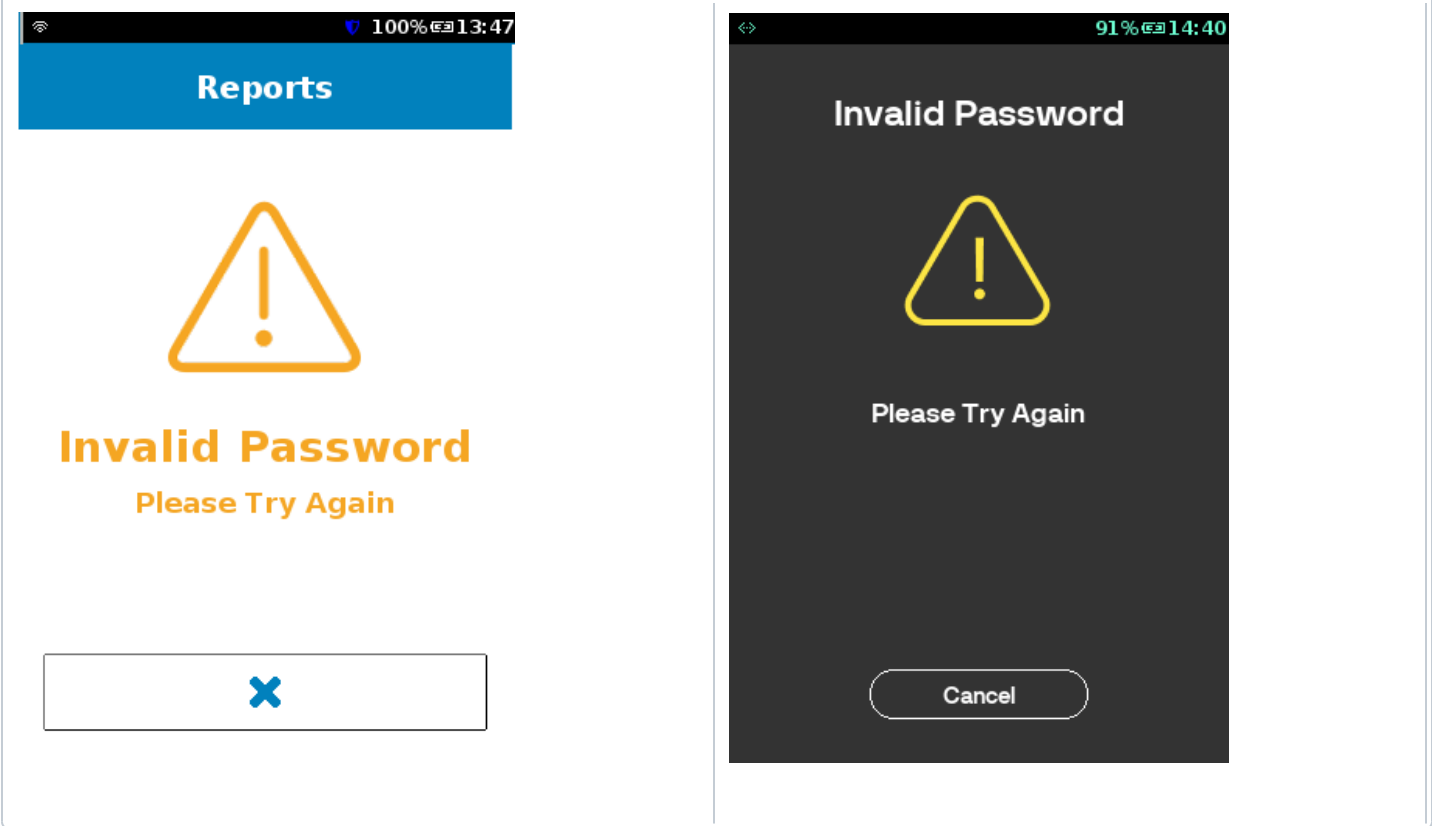 100% 13:47
Reports
Invalid Password
Please Try Again
91% 14:40
Invalid Password
Please Try Again
Cancel